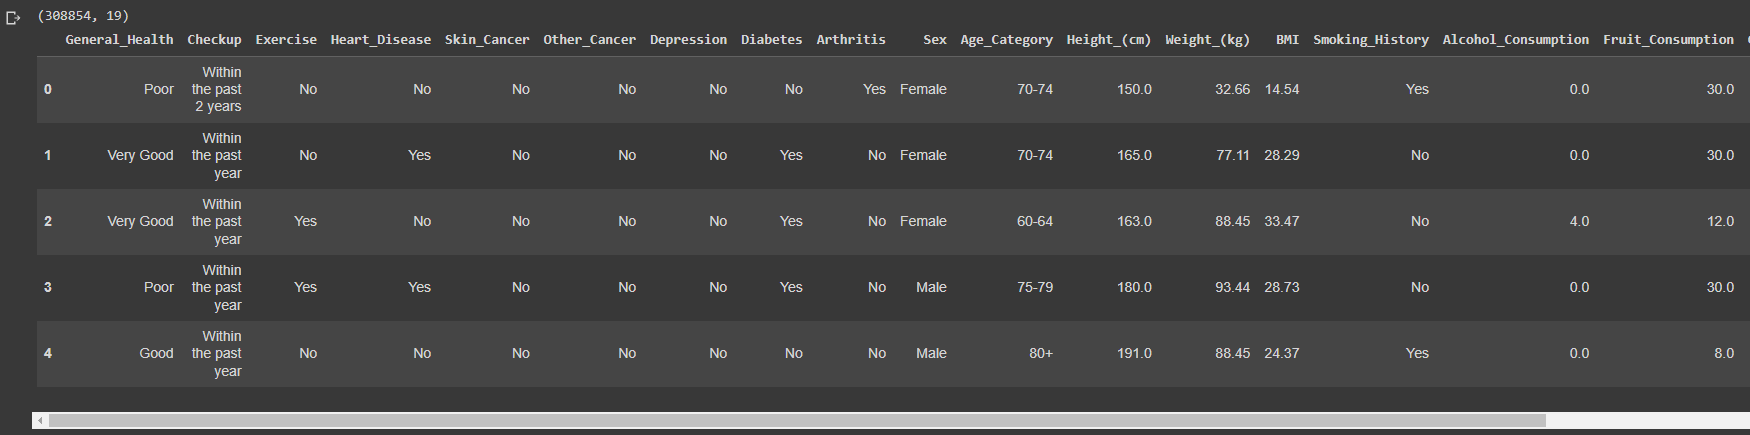 (308854, 19)
General_Health Checkup Exercise Heart_Disease Skin_Cancer Other_Cancer Depression Diabetes Arthritis Sex Age_Category Height_(cm) Weight_(kg) BMI Smoking_History Alcohol_Consumption Fruit_Consumption
0 Poor Within the past 2 years No No No No No No Yes Female 70-74 150.0 32.66 14.54 Yes 0.0 30.0
1 Very Good Within the past year No Yes No No No Yes No Female 70-74 165.0 77.11 28.29 No 0.0 30.0
2 Very Good Within the past year Yes No No No No Yes No Female 60-64 163.0 88.45 33.47 No 4.0 12.0
3 Poor Within the past year Yes Yes No No No Yes No Male 75-79 180.0 93.44 28.73 No 0.0 30.0
4 Good Within the past year No No No No No No No Male 80+ 191.0 88.45 24.37 Yes 0.0 8.0